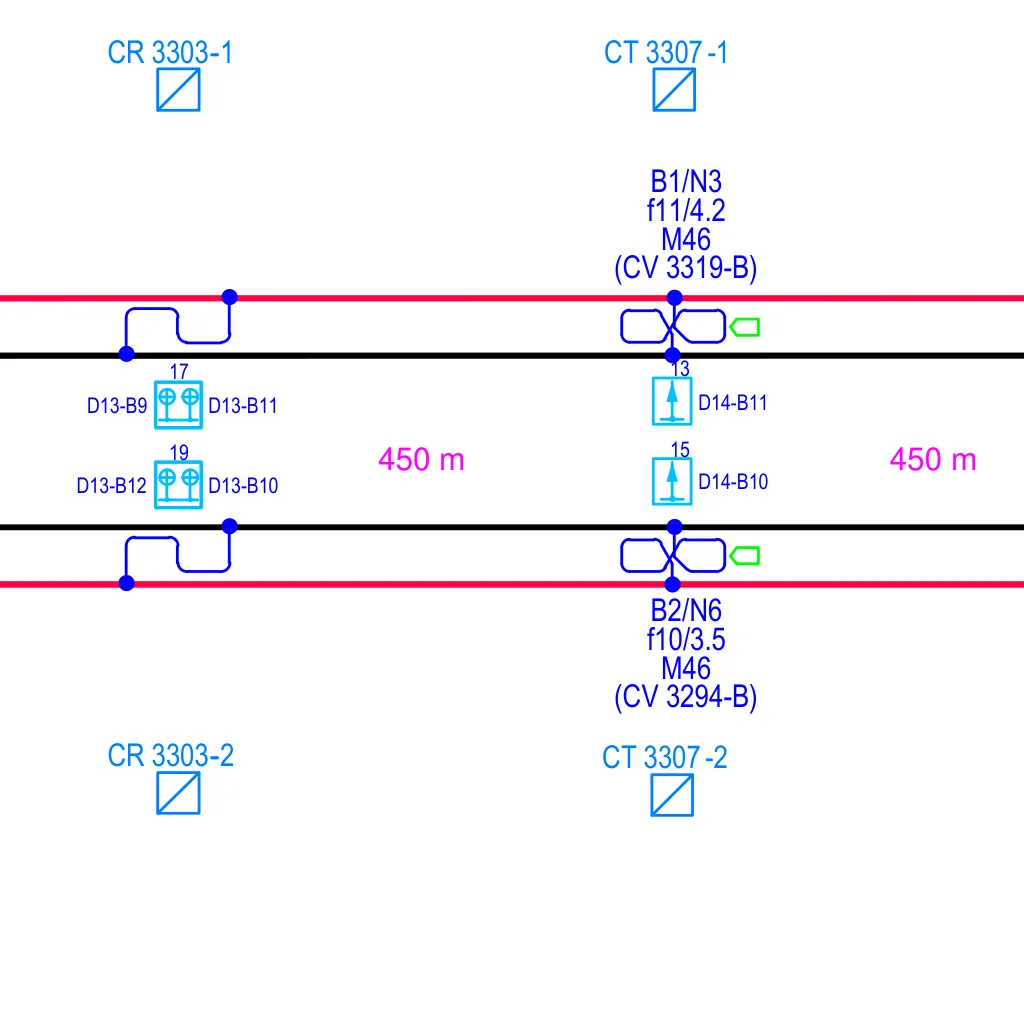 CR 3303-1
CT 3307-1
B1/N3
f11/4.2
M46
(CV 3319-B)
17
13
D13-B9
D13-B11
D14-B11
19
15
450 m
450 m
D13-B12
D13-B10
D14-B10
B2/N6
f10/3.5
M46
(CV 3294-B)
CR 3303-2
CT 3307-2